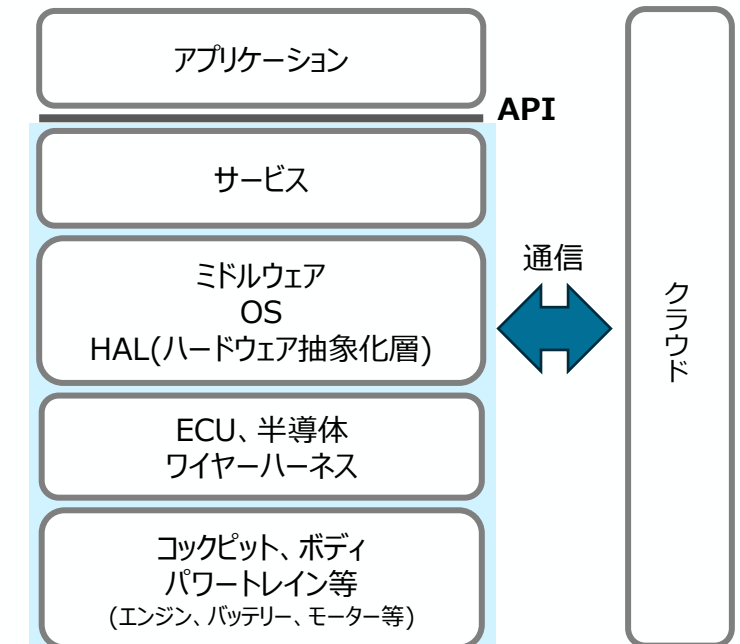 アプリケーション
API
サービス
ミドルウェア
OS
HAL(ハードウェア抽象化層)
通信
クラウド
ECU、半導体
ワイヤーハーネス
コックピット、ボディ
パワートレイン等
(エンジン、バッテリー、モーター等)